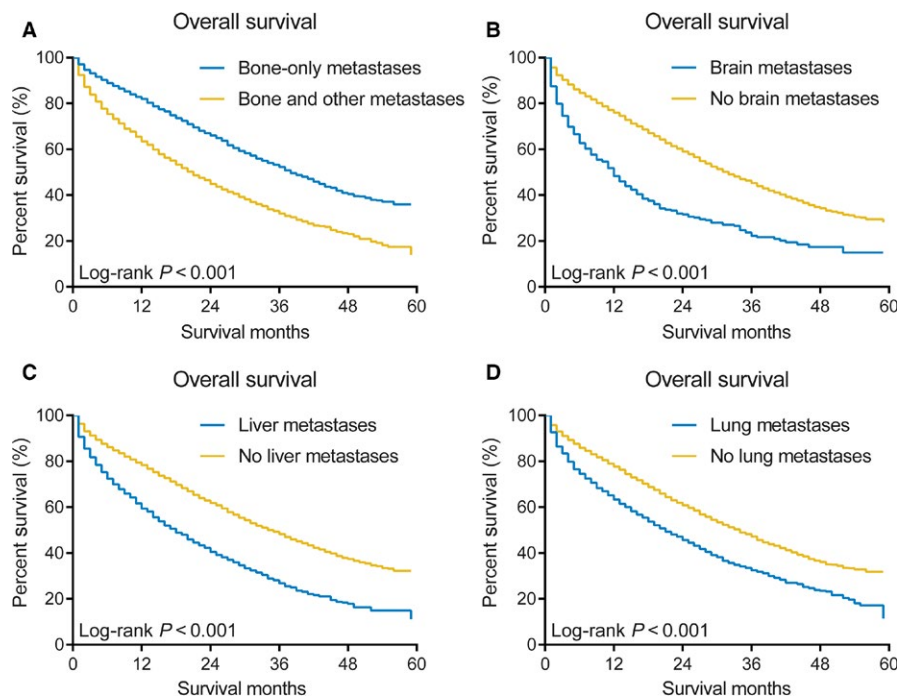 A
Overall survival
Bone-only metastases
Bone and other metastases
Percent survival (%)
100
80
60
40
20
0
Log-rank P < 0.001
0 12 24 36 48 60
Survival months
B
Overall survival
Brain metastases
No brain metastases
Percent survival (%)
100
80
60
40
20
0
Log-rank P < 0.001
0 12 24 36 48 60
Survival months
C
Overall survival
Liver metastases
No liver metastases
Percent survival (%)
100
80
60
40
20
0
Log-rank P < 0.001
0 12 24 36 48 60
Survival months
D
Overall survival
Lung metastases
No lung metastases
Percent survival (%)
100
80
60
40
20
0
Log-rank P < 0.001
0 12 24 36 48 60
Survival months